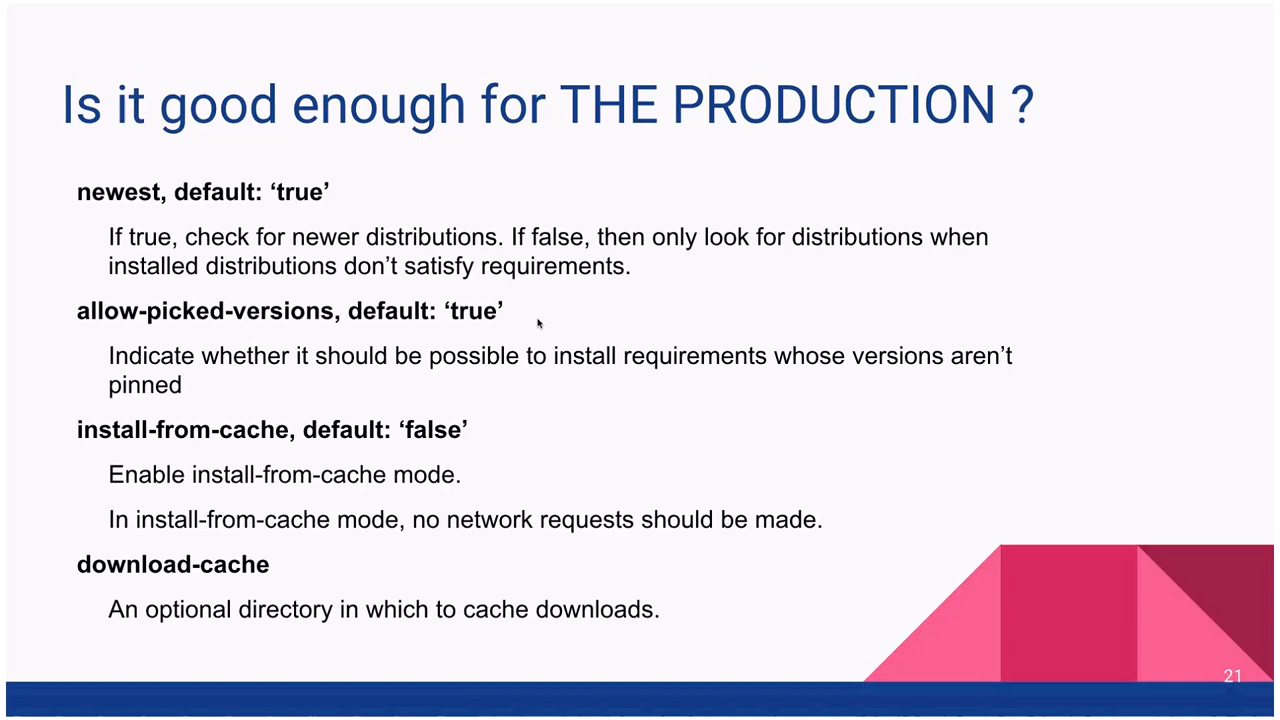 Is it good enough for THE PRODUCTION ?
newest, default: ‘true’
If true, check for newer distributions. If false, then only look for distributions when
installed distributions don’t satisfy requirements.
allow-picked-versions, default: ‘true’
Indicate whether it should be possible to install requirements whose versions aren’t
pinned
install-from-cache, default: ‘false’
Enable install-from-cache mode.
In install-from-cache mode, no network requests should be made.
download-cache
An optional directory in which to cache downloads.
21